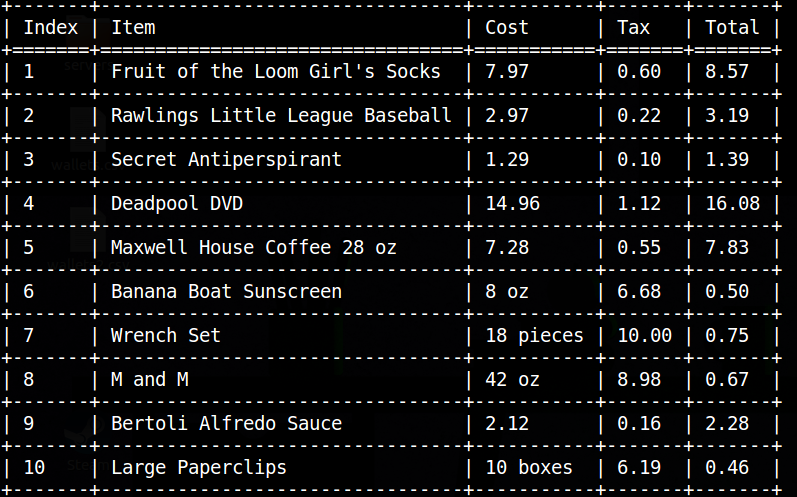 | Index | Item | Cost | Tax | Total |
| 1 | Fruit of the Loom Girl's Socks | 7.97 | 0.60 | 8.57 |
| 2 | Rawlings Little League Baseball | 2.97 | 0.22 | 3.19 |
| 3 | Secret Antiperspirant | 1.29 | 0.10 | 1.39 |
| 4 | Deadpool DVD | 14.96 | 1.12 | 16.08 |
| 5 | Maxwell House Coffee 28 oz | 7.28 | 0.55 | 7.83 |
| 6 | Banana Boat Sunscreen | 8 oz | 6.68 | 0.50 |
| 7 | Wrench Set | 18 pieces | 10.00 | 0.75 |
| 8 | M and M | 42 oz | 8.98 | 0.67 |
| 9 | Bertoli Alfredo Sauce | 2.12 | 0.16 | 2.28 |
| 10 | Large Paperclips | 10 boxes | 6.19 | 0.46 |